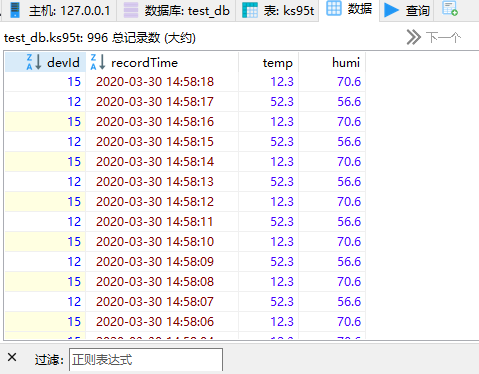 主机: 127.0.0.1 数据库: test_db 表: ks95t 数据 查询
test_db.ks95t: 996 总记录数 (大约) 下一个
devId recordTime temp humi
15 2020-03-30 14:58:18 12.3 70.6
12 2020-03-30 14:58:17 52.3 56.6
15 2020-03-30 14:58:16 12.3 70.6
12 2020-03-30 14:58:15 52.3 56.6
15 2020-03-30 14:58:14 12.3 70.6
12 2020-03-30 14:58:13 52.3 56.6
15 2020-03-30 14:58:12 12.3 70.6
12 2020-03-30 14:58:11 52.3 56.6
15 2020-03-30 14:58:10 12.3 70.6
12 2020-03-30 14:58:09 52.3 56.6
15 2020-03-30 14:58:08 12.3 70.6
12 2020-03-30 14:58:07 52.3 56.6
15 2020-03-30 14:58:06 12.3 70.6
过滤: 正则表达式